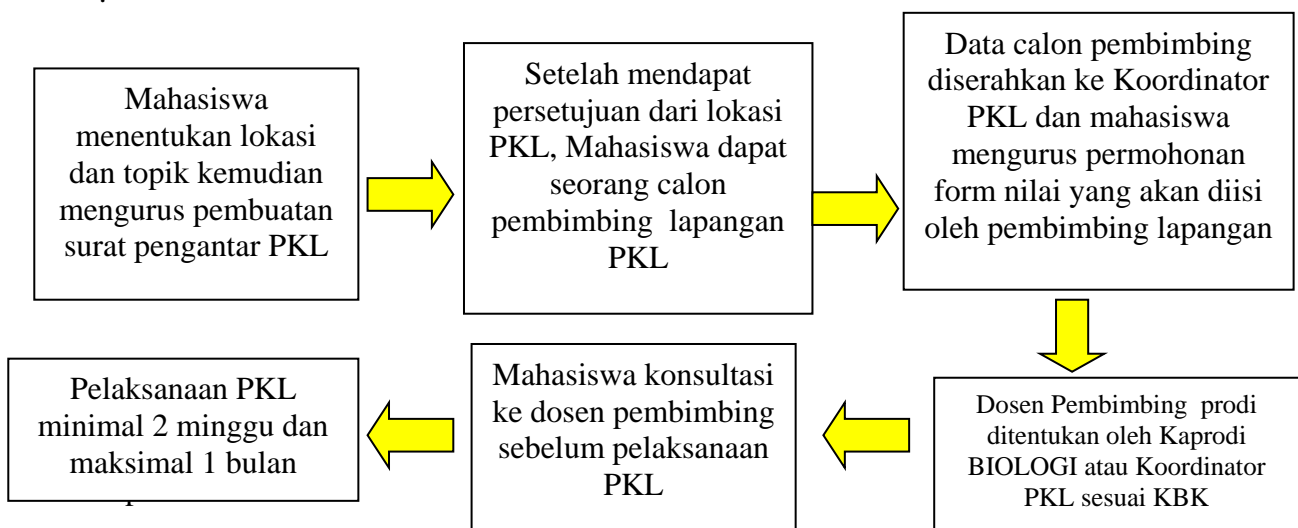 Mahasiswa
menentukan lokasi
dan topik kemudian
mengurus pembuatan
surat pengantar PKL
Setelah mendapat
persetujuan dari lokasi
PKL, Mahasiswa dapat
seorang calon
pembimbing lapangan
PKL
Data calon pembimbing
diserahkan ke Koordinator
PKL dan mahasiswa
mengurus permohonan
form nilai yang akan diisi
oleh pembimbing lapangan
Dosen Pembimbing prodi
ditentukan oleh Kaprodi
BIOLOGI atau Koordinator
PKL sesuai KBK
Mahasiswa konsultasi
ke dosen pembimbing
sebelum pelaksanaan
PKL
Pelaksanaan PKL
minimal 2 minggu dan
maksimal 1 bulan